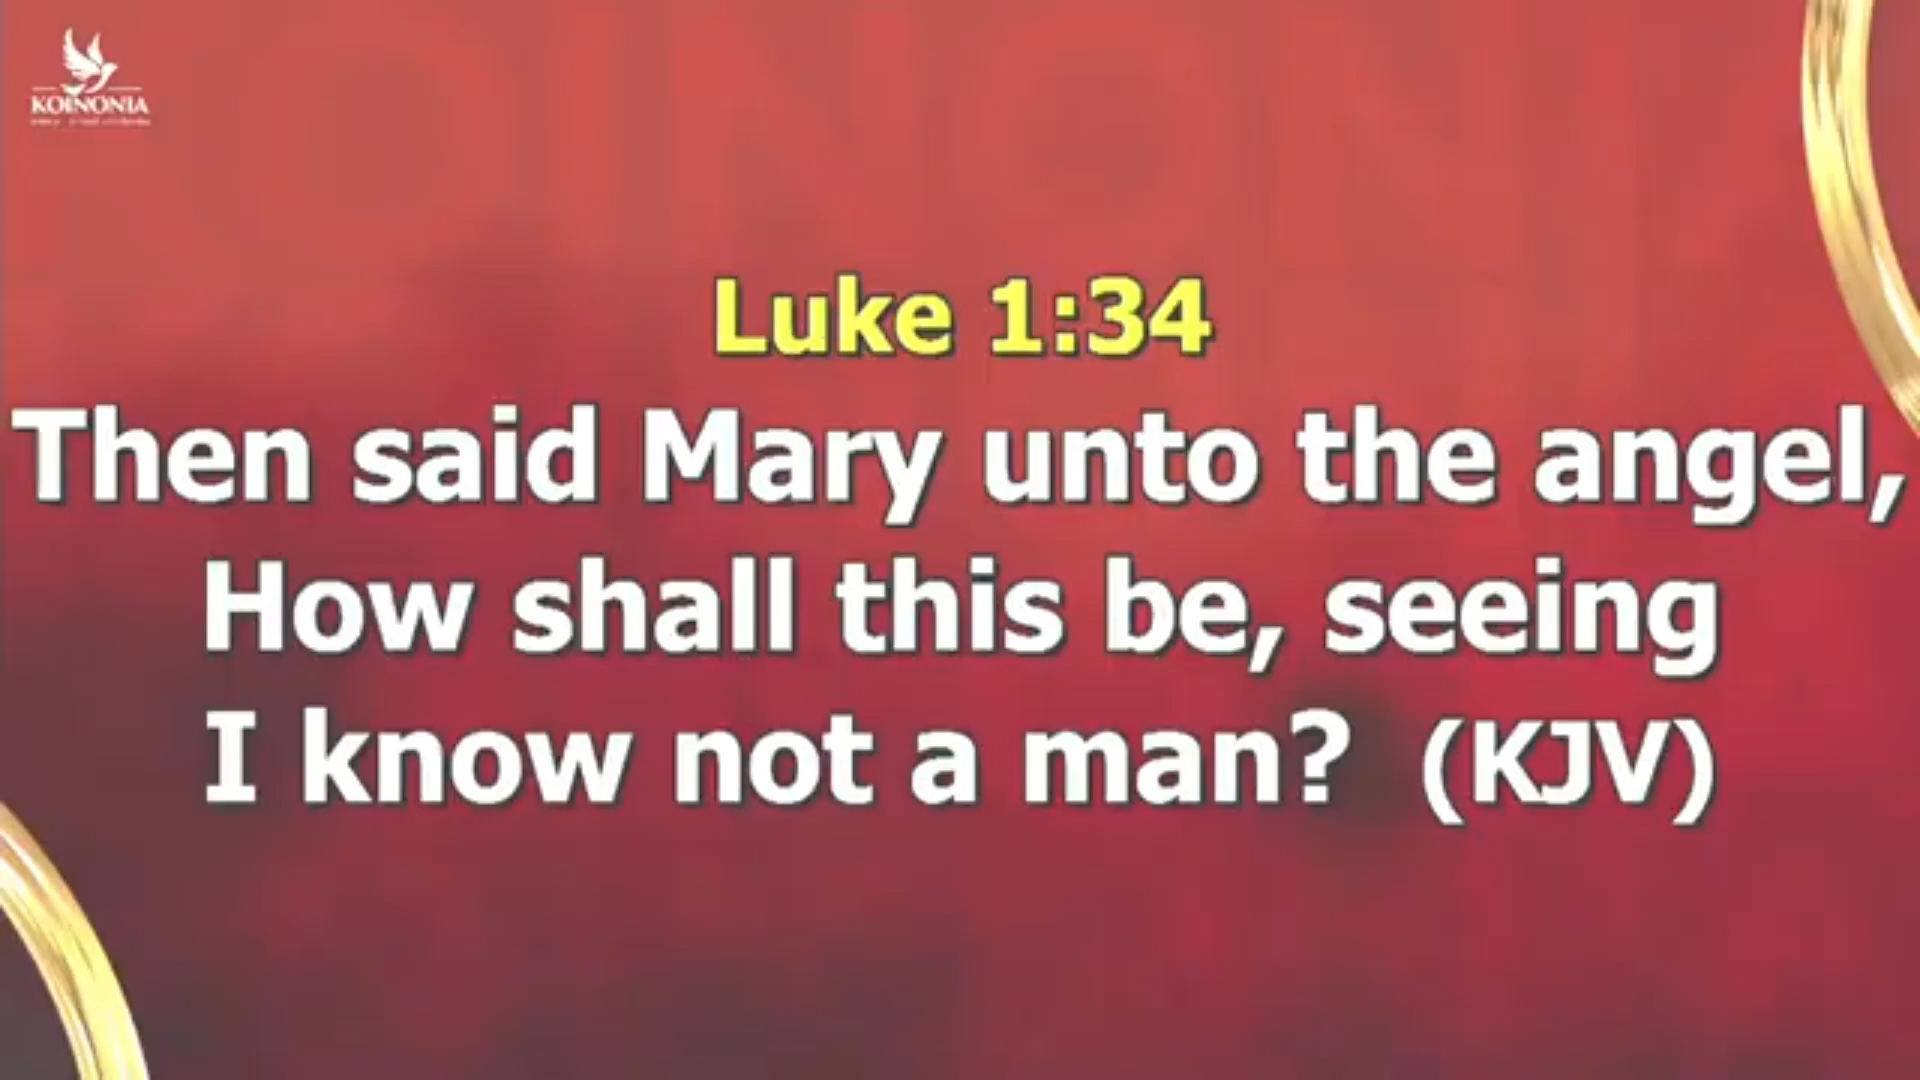 KOINONIA
Luke 1:34
Then said Mary unto the angel,
How shall this be, seeing
I know not a man? (KJV)